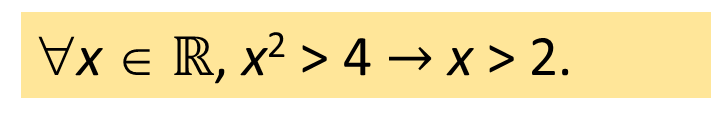 ∀x ∈ ℝ, x² > 4 → x > 2.